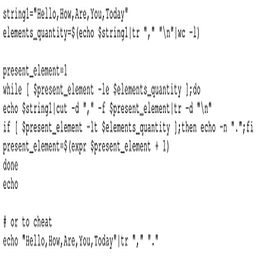 string1="Hello,How,Are,You,Today"
elements_quantity=$(echo $string1|tr "," "\n"|wc -l)

present_element=1
while [ $present_element -le $elements_quantity ];do
echo $string1|cut -d "," -f $present_element|tr -d "\n"
if [ $present_element -lt $elements_quantity ];then echo -n ".";fi
present_element=$(expr $present_element + 1)
done
echo

# or to cheat
echo "Hello,How,Are,You,Today"|tr "," "."